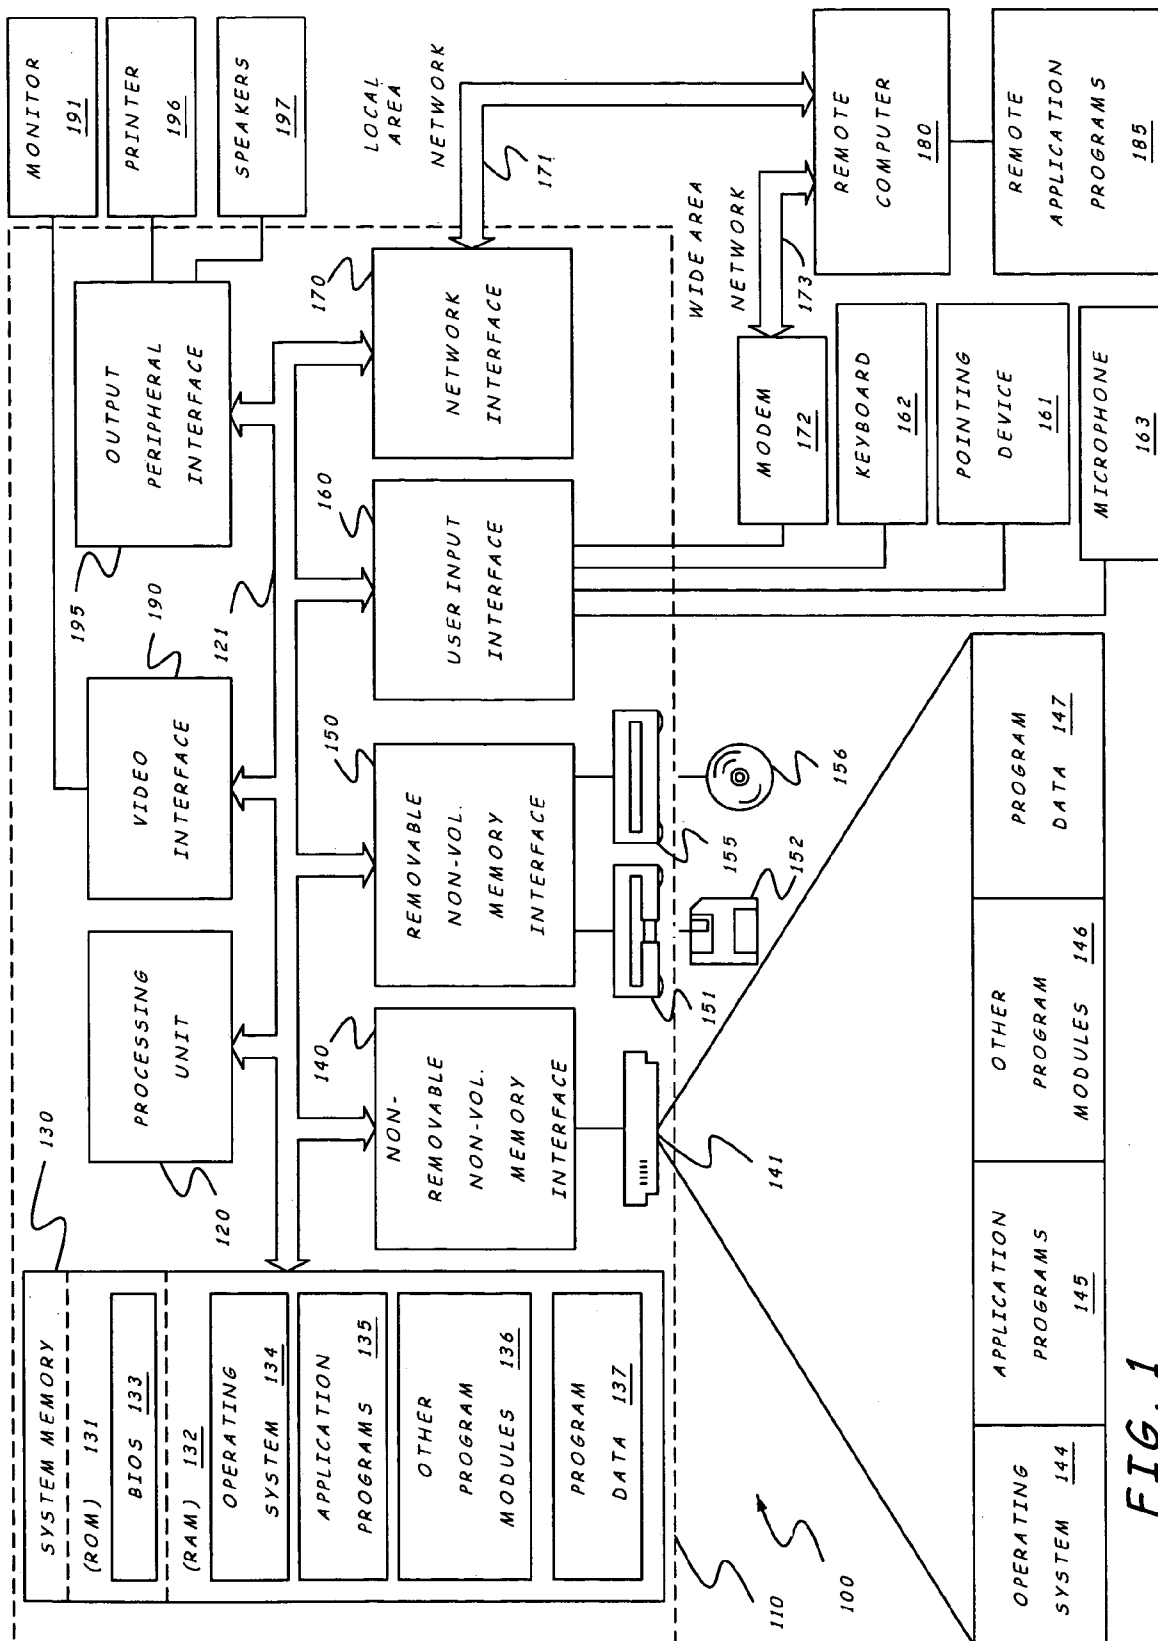 SYSTEM MEMORY
(ROM) 131
BIOS 133
(RAM) 132
OPERATING
SYSTEM 134
APPLICATION
PROGRAMS 135
OTHER
PROGRAM
MODULES 136
PROGRAM
DATA 137
130
120
PROCESSING
UNIT
VIDEO
INTERFACE
190
195
OUTPUT
PERIPHERAL
INTERFACE
121
MONITOR
191
PRINTER
196
SPEAKERS
197
140
NON-
REMOVABLE
NON-VOL.
MEMORY
INTERFACE
150
REMOVABLE
NON-VOL.
MEMORY
INTERFACE
160
USER INPUT
INTERFACE
170
NETWORK
INTERFACE
LOCAL
AREA
NETWORK
171
141
151
152
155
156
110
100
WIDE AREA
NETWORK
173
MODEM
172
KEYBOARD
162
POINTING
DEVICE
161
MICROPHONE
163
REMOTE
COMPUTER
180
REMOTE
APPLICATION
PROGRAMS
185
OPERATING
SYSTEM 144
APPLICATION
PROGRAMS
145
OTHER
PROGRAM
MODULES 146
PROGRAM
DATA 147
FIG. 1